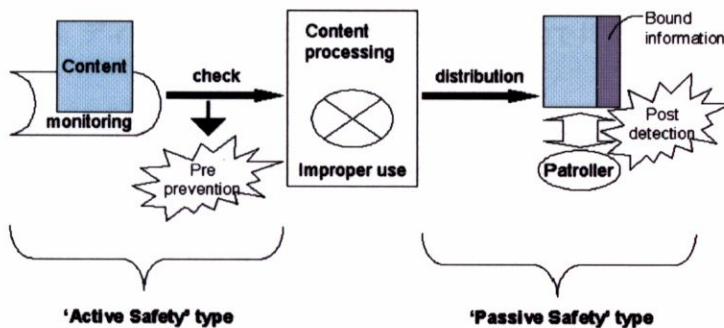 Content
monitoring
check
Pre
prevention
Content
processing
Improper use
distribution
Bound
information
Post
detection
Patroller
'Active Safety' type
'Passive Safety' type